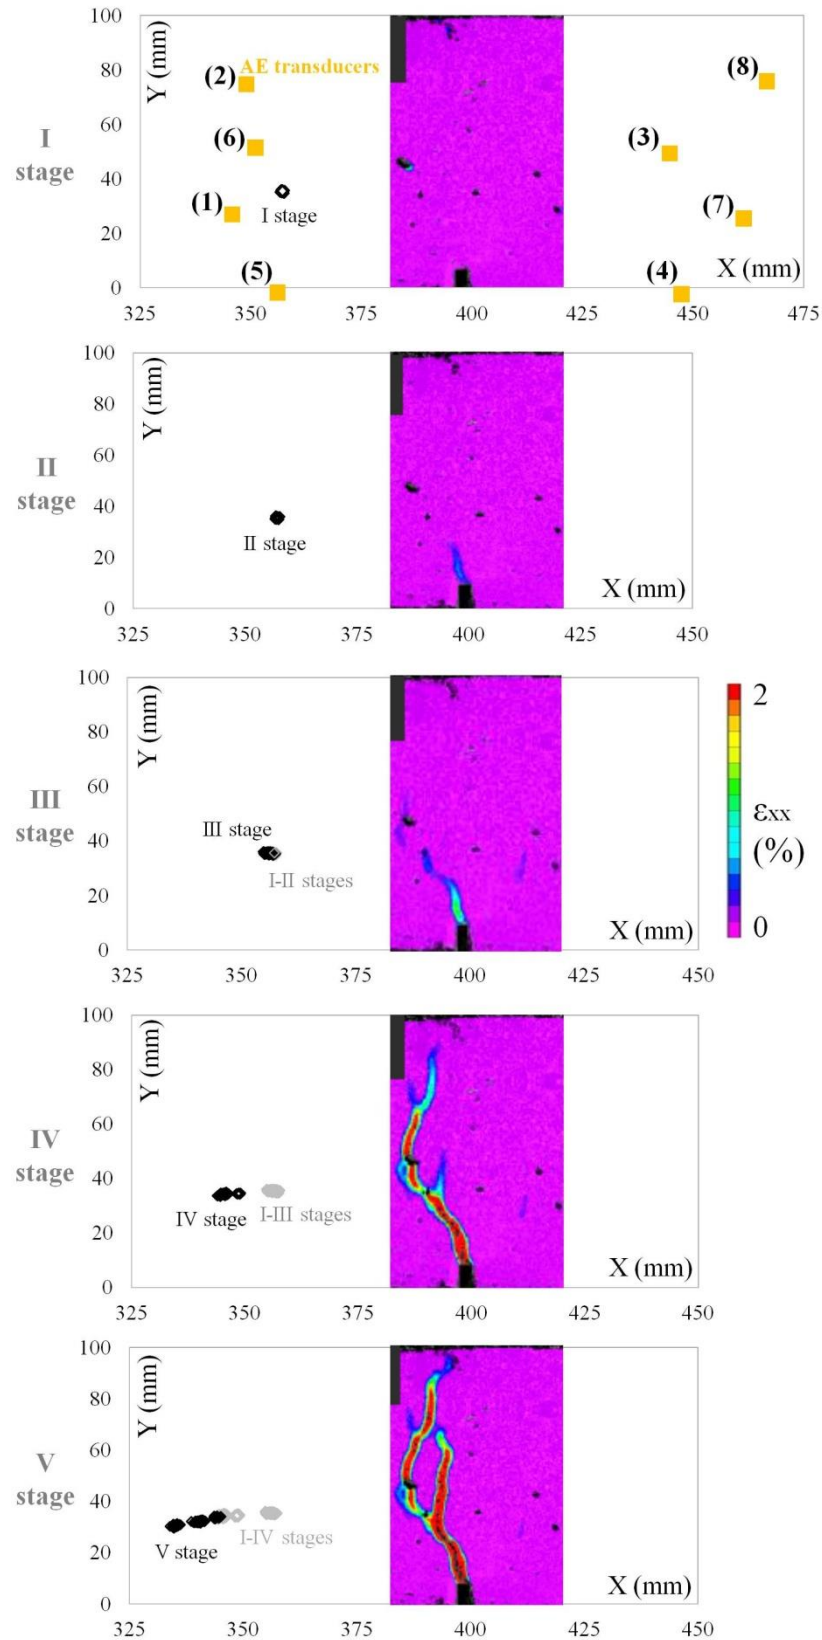 100
80
60
40
20
0
Y (mm)
I
stage
AE transducers
(2)
(6)
(1)
(5)
I stage
(8)
(3)
(7)
(4)
X (mm)
325 350 375 400 425 450 475
100
80
60
40
20
0
Y (mm)
II
stage
II stage
X (mm)
325 350 375 400 425 450
100
80
60
40
20
0
Y (mm)
III
stage
III stage
I-II stages
X (mm)
325 350 375 400 425 450
2
εxx
(%)
0
100
80
60
40
20
0
Y (mm)
IV
stage
IV stage
I-III stages
X (mm)
325 350 375 400 425 450
100
80
60
40
20
0
Y (mm)
V
stage
V stage
I-IV stages
X (mm)
325 350 375 400 425 450